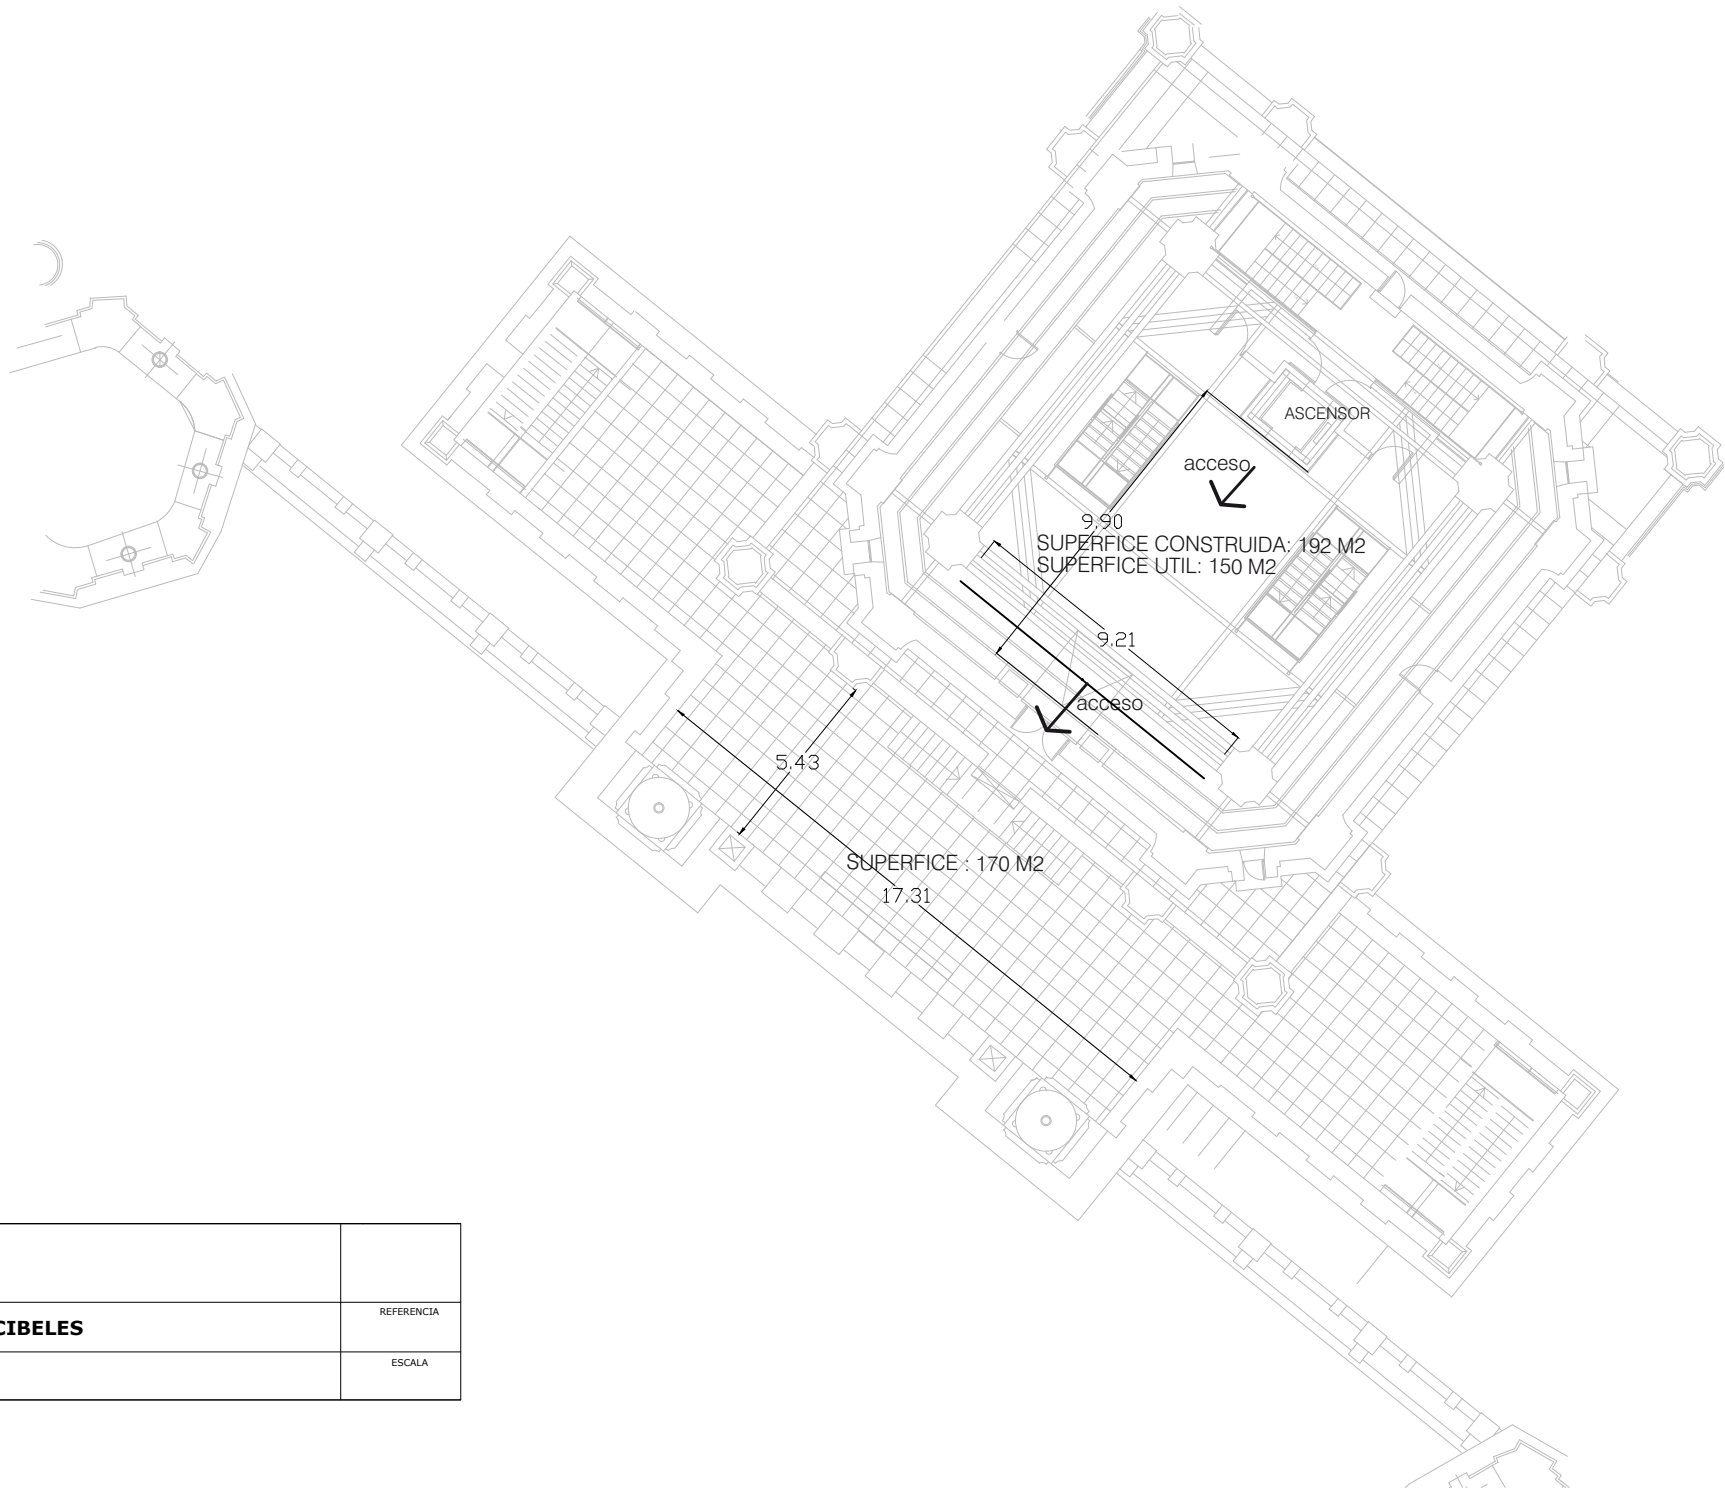 ASCENSOR
acceso
9.90
SUPERFICE CONSTRUIDA: 192 M2
SUPERFICE UTIL: 150 M2
9.21
acceso
5.43
SUPERFICE : 170 M2
17.31
REFERENCIA
CIBELES
ESCALA